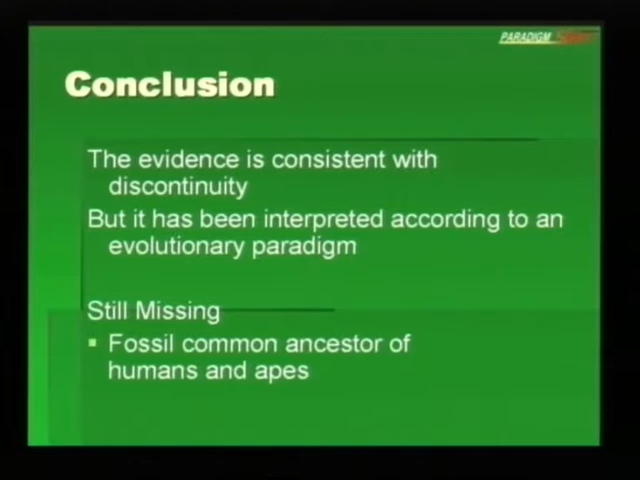 PARADIGM
Conclusion
The evidence is consistent with
discontinuity
But it has been interpreted according to an
evolutionary paradigm
Still Missing
▪ Fossil common ancestor of
humans and apes